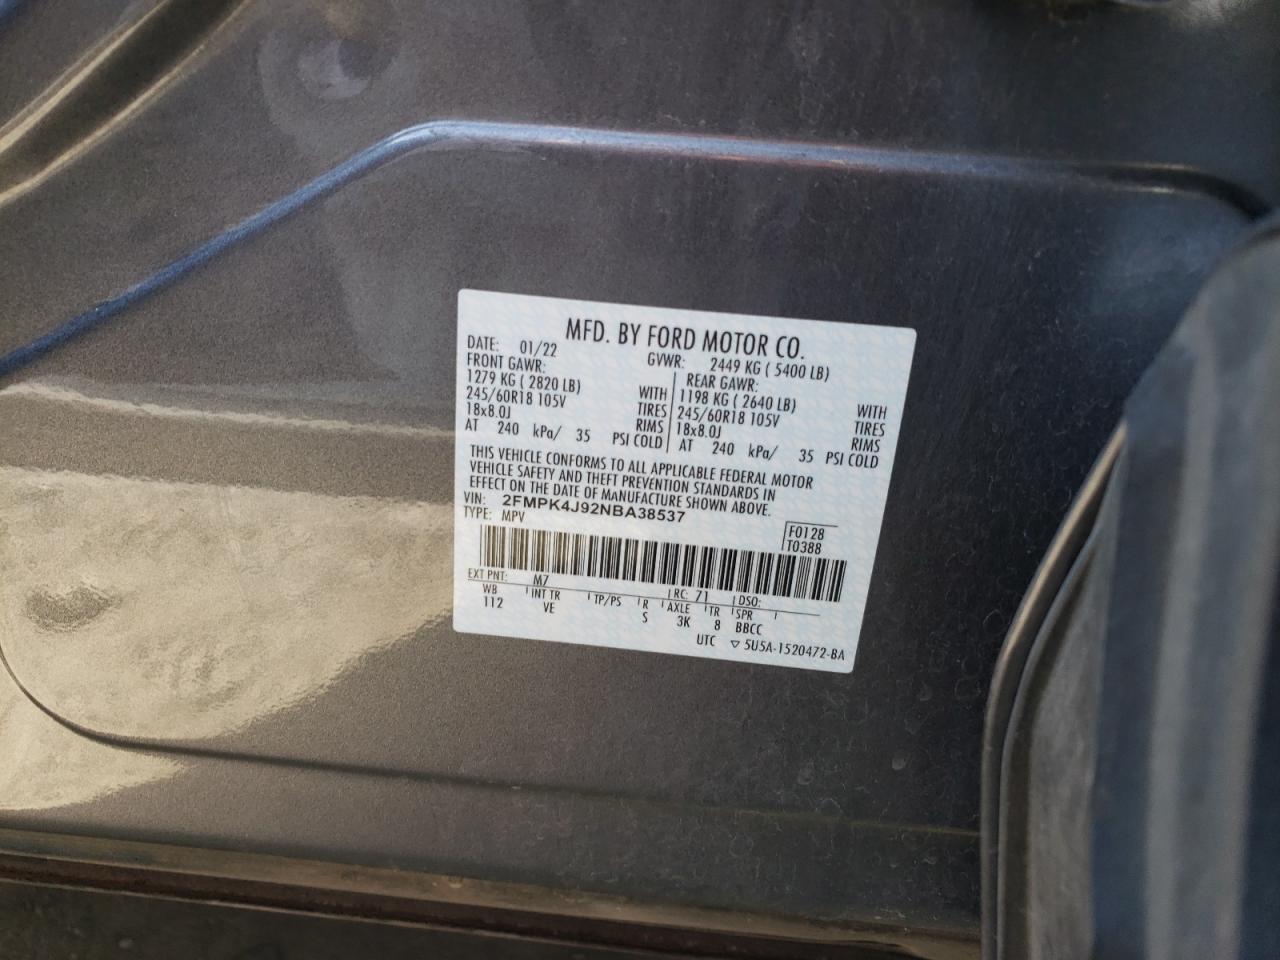 MFD. BY FORD MOTOR CO.
DATE: 01/22 GVWR: 2449 KG ( 5400 LB)
FRONT GAWR: REAR GAWR:
1279 KG ( 2820 LB) WITH 1198 KG ( 2640 LB) WITH
245/60R18 105V TIRES 245/60R18 105V TIRES
18x8.0J RIMS 18x8.0J RIMS
AT 240 kPa/ 35 PSI COLD AT 240 kPa/ 35 PSI COLD
THIS VEHICLE CONFORMS TO ALL APPLICABLE FEDERAL MOTOR
VEHICLE SAFETY AND THEFT PREVENTION STANDARDS IN
EFFECT ON THE DATE OF MANUFACTURE SHOWN ABOVE.
VIN: 2FMPK4J92NBA38537
TYPE: MPV
F0128
T0388
EXT PNT: M7 RC: 71 DSO:
WB INT TR TP/PS R AXLE TR SPR
112 VE S 3K 8 BBCC
UTC ▽ 5U5A-1520472-BA